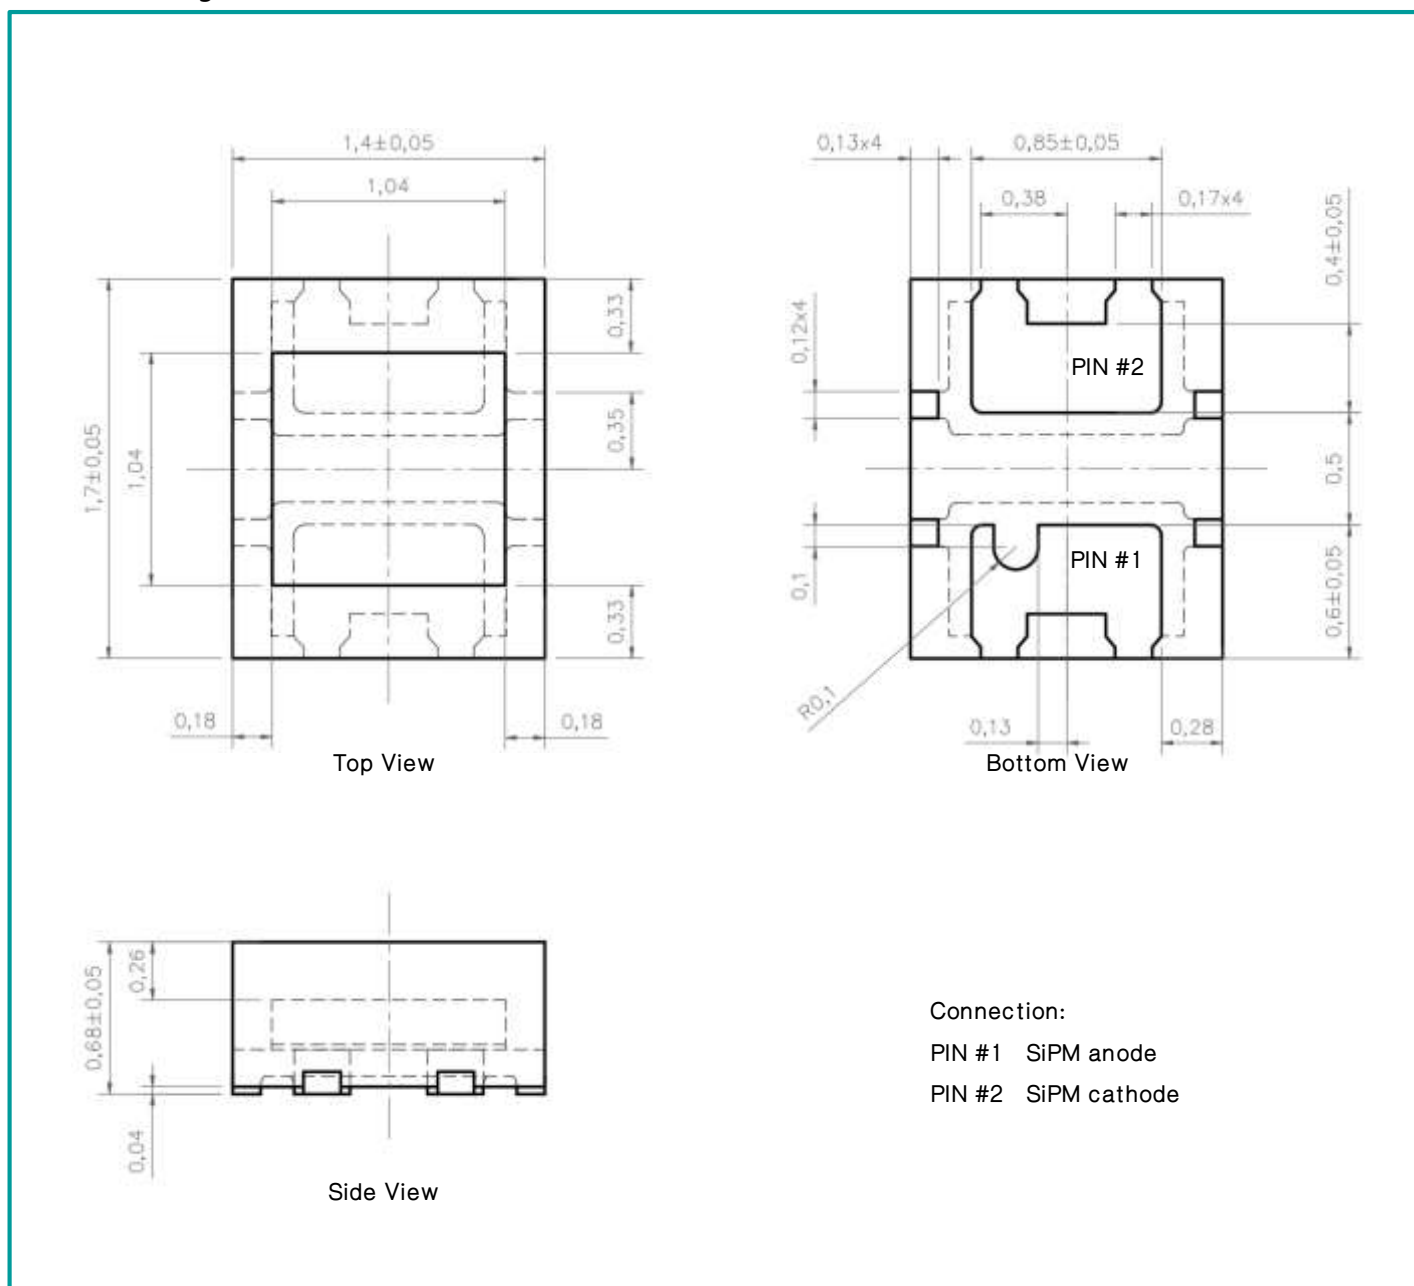 1,4±0,05
1,04
0,33
0,35
1,7±0,05
1,04
0,33
0,18
0,18
Top View
0,13x4
0,85±0,05
0,38
0,17x4
0,4±0,05
0,12x4
PIN #2
0,5
0,1
PIN #1
0,6±0,05
R0,1
0,13
0,28
Bottom View
0,26
0,68±0,05
0,04
Side View
Connection:
PIN #1 SiPM anode
PIN #2 SiPM cathode